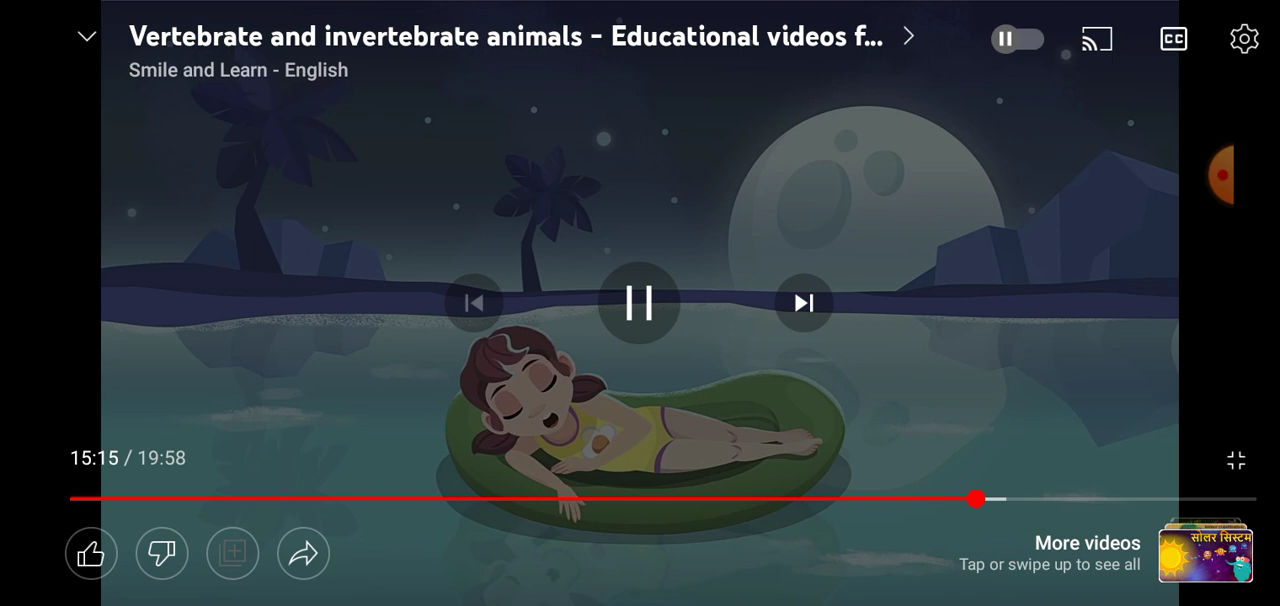 Vertebrate and invertebrate animals - Educational videos f...
Smile and Learn - English
CC
15:15 / 19:58
More videos
Tap or swipe up to see all
सोलर सिस्टम